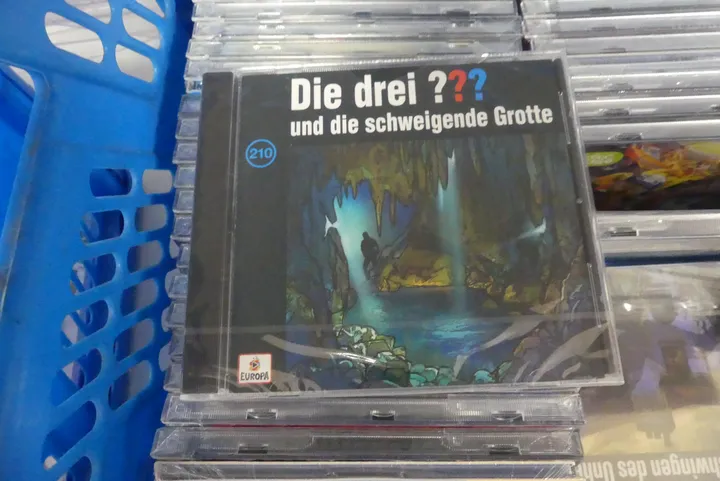 Die drei ???
und die schweigende Grotte
210
EUROPA